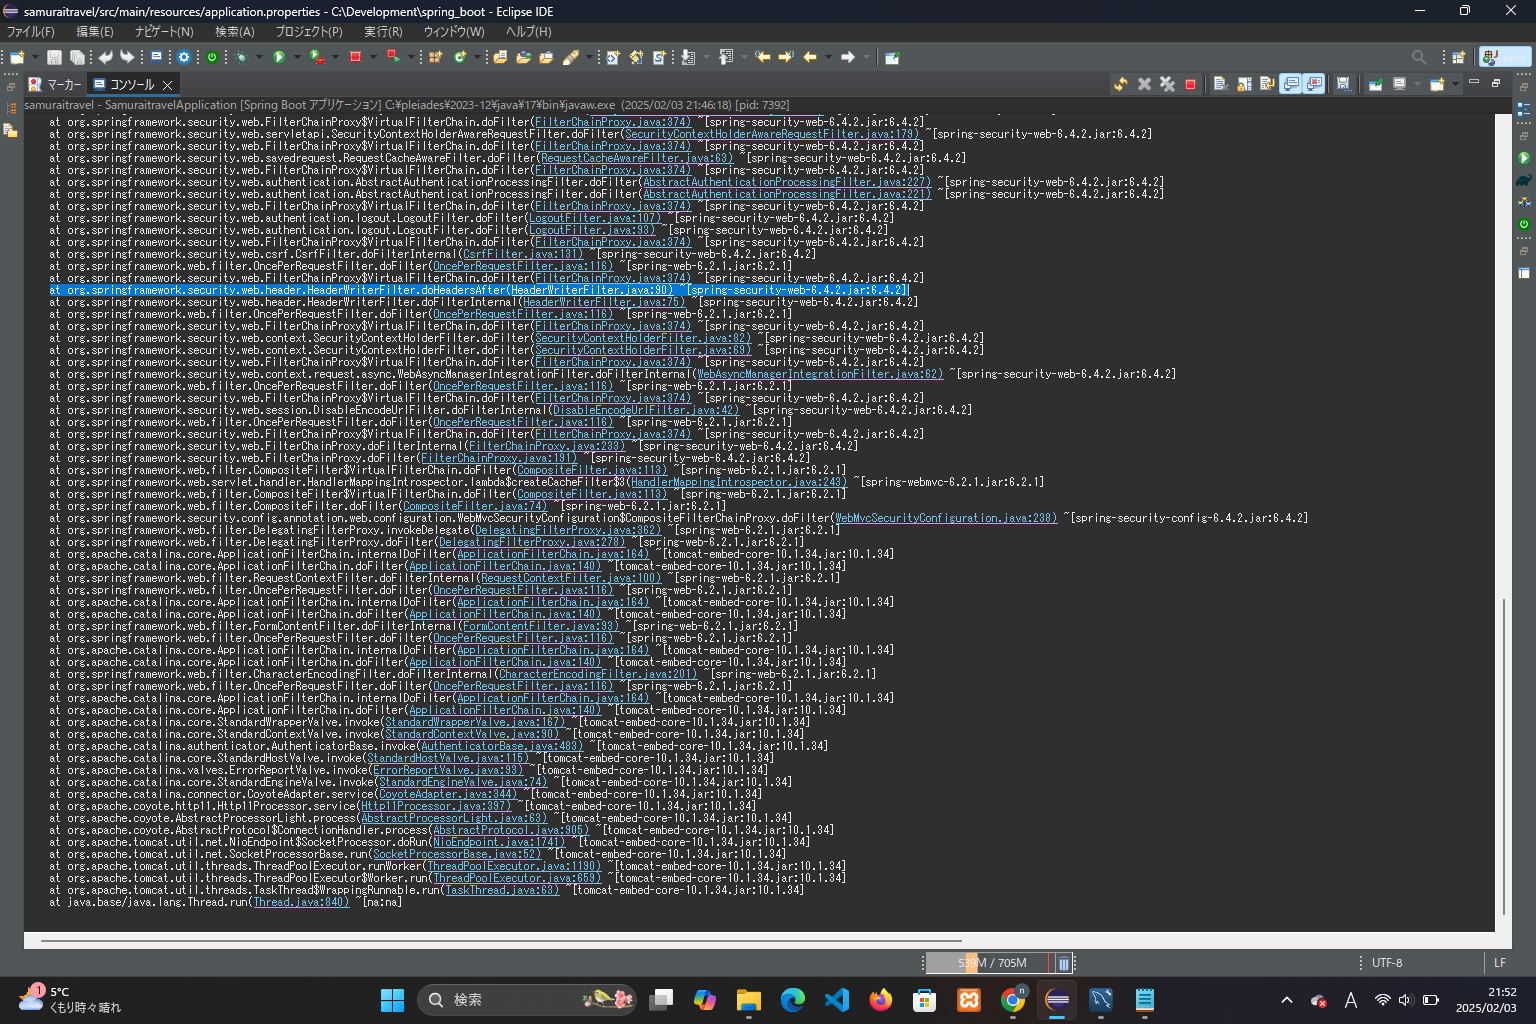 samuraitravel/src/main/resources/application.properties - C:\Development\spring_boot - Eclipse IDE
ファイル(F) 編集(E) ナビゲート(N) 検索(A) プロジェクト(P) 実行(R) ウィンドウ(W) ヘルプ(H)
Java
マーカー コンソール
samuraitravel - SamuraitravelApplication [Spring Boot アプリケーション] C:¥pleiades¥2023-12¥java¥17¥bin¥javaw.exe (2025/02/03 21:46:18) [pid: 7392]
at org.springframework.security.web.FilterChainProxy$VirtualFilterChain.doFilter(FilterChainProxy.java:374) ~[spring-security-web-6.4.2.jar:6.4.2]
at org.springframework.security.web.servletapi.SecurityContextHolderAwareRequestFilter.doFilter(SecurityContextHolderAwareRequestFilter.java:179) ~[spring-security-web-6.4.2.jar:6.4.2]
at org.springframework.security.web.FilterChainProxy$VirtualFilterChain.doFilter(FilterChainProxy.java:374) ~[spring-security-web-6.4.2.jar:6.4.2]
at org.springframework.security.web.savedrequest.RequestCacheAwareFilter.doFilter(RequestCacheAwareFilter.java:63) ~[spring-security-web-6.4.2.jar:6.4.2]
at org.springframework.security.web.FilterChainProxy$VirtualFilterChain.doFilter(FilterChainProxy.java:374) ~[spring-security-web-6.4.2.jar:6.4.2]
at org.springframework.security.web.authentication.AbstractAuthenticationProcessingFilter.doFilter(AbstractAuthenticationProcessingFilter.java:227) ~[spring-security-web-6.4.2.jar:6.4.2]
at org.springframework.security.web.authentication.AbstractAuthenticationProcessingFilter.doFilter(AbstractAuthenticationProcessingFilter.java:221) ~[spring-security-web-6.4.2.jar:6.4.2]
at org.springframework.security.web.FilterChainProxy$VirtualFilterChain.doFilter(FilterChainProxy.java:374) ~[spring-security-web-6.4.2.jar:6.4.2]
at org.springframework.security.web.authentication.logout.LogoutFilter.doFilter(LogoutFilter.java:107) ~[spring-security-web-6.4.2.jar:6.4.2]
at org.springframework.security.web.authentication.logout.LogoutFilter.doFilter(LogoutFilter.java:93) ~[spring-security-web-6.4.2.jar:6.4.2]
at org.springframework.security.web.FilterChainProxy$VirtualFilterChain.doFilter(FilterChainProxy.java:374) ~[spring-security-web-6.4.2.jar:6.4.2]
at org.springframework.security.web.csrf.CsrfFilter.doFilterInternal(CsrfFilter.java:131) ~[spring-security-web-6.4.2.jar:6.4.2]
at org.springframework.web.filter.OncePerRequestFilter.doFilter(OncePerRequestFilter.java:116) ~[spring-web-6.2.1.jar:6.2.1]
at org.springframework.security.web.FilterChainProxy$VirtualFilterChain.doFilter(FilterChainProxy.java:374) ~[spring-security-web-6.4.2.jar:6.4.2]
at org.springframework.security.web.header.HeaderWriterFilter.doHeadersAfter(HeaderWriterFilter.java:90) ~[spring-security-web-6.4.2.jar:6.4.2]
at org.springframework.security.web.header.HeaderWriterFilter.doFilterInternal(HeaderWriterFilter.java:75) ~[spring-security-web-6.4.2.jar:6.4.2]
at org.springframework.web.filter.OncePerRequestFilter.doFilter(OncePerRequestFilter.java:116) ~[spring-web-6.2.1.jar:6.2.1]
at org.springframework.security.web.FilterChainProxy$VirtualFilterChain.doFilter(FilterChainProxy.java:374) ~[spring-security-web-6.4.2.jar:6.4.2]
at org.springframework.security.web.context.SecurityContextHolderFilter.doFilter(SecurityContextHolderFilter.java:82) ~[spring-security-web-6.4.2.jar:6.4.2]
at org.springframework.security.web.context.SecurityContextHolderFilter.doFilter(SecurityContextHolderFilter.java:69) ~[spring-security-web-6.4.2.jar:6.4.2]
at org.springframework.security.web.FilterChainProxy$VirtualFilterChain.doFilter(FilterChainProxy.java:374) ~[spring-security-web-6.4.2.jar:6.4.2]
at org.springframework.security.web.context.request.async.WebAsyncManagerIntegrationFilter.doFilterInternal(WebAsyncManagerIntegrationFilter.java:62) ~[spring-security-web-6.4.2.jar:6.4.2]
at org.springframework.web.filter.OncePerRequestFilter.doFilter(OncePerRequestFilter.java:116) ~[spring-web-6.2.1.jar:6.2.1]
at org.springframework.security.web.FilterChainProxy$VirtualFilterChain.doFilter(FilterChainProxy.java:374) ~[spring-security-web-6.4.2.jar:6.4.2]
at org.springframework.security.web.session.DisableEncodeUrlFilter.doFilterInternal(DisableEncodeUrlFilter.java:42) ~[spring-security-web-6.4.2.jar:6.4.2]
at org.springframework.web.filter.OncePerRequestFilter.doFilter(OncePerRequestFilter.java:116) ~[spring-web-6.2.1.jar:6.2.1]
at org.springframework.security.web.FilterChainProxy$VirtualFilterChain.doFilter(FilterChainProxy.java:374) ~[spring-security-web-6.4.2.jar:6.4.2]
at org.springframework.security.web.FilterChainProxy.doFilterInternal(FilterChainProxy.java:233) ~[spring-security-web-6.4.2.jar:6.4.2]
at org.springframework.security.web.FilterChainProxy.doFilter(FilterChainProxy.java:191) ~[spring-security-web-6.4.2.jar:6.4.2]
at org.springframework.web.filter.CompositeFilter$VirtualFilterChain.doFilter(CompositeFilter.java:113) ~[spring-web-6.2.1.jar:6.2.1]
at org.springframework.web.servlet.handler.HandlerMappingIntrospector.lambda$createCacheFilter$3(HandlerMappingIntrospector.java:243) ~[spring-webmvc-6.2.1.jar:6.2.1]
at org.springframework.web.filter.CompositeFilter$VirtualFilterChain.doFilter(CompositeFilter.java:113) ~[spring-web-6.2.1.jar:6.2.1]
at org.springframework.web.filter.CompositeFilter.doFilter(CompositeFilter.java:74) ~[spring-web-6.2.1.jar:6.2.1]
at org.springframework.security.config.annotation.web.configuration.WebMvcSecurityConfiguration$CompositeFilterChainProxy.doFilter(WebMvcSecurityConfiguration.java:238) ~[spring-security-config-6.4.2.jar:6.4.2]
at org.springframework.web.filter.DelegatingFilterProxy.invokeDelegate(DelegatingFilterProxy.java:362) ~[spring-web-6.2.1.jar:6.2.1]
at org.springframework.web.filter.DelegatingFilterProxy.doFilter(DelegatingFilterProxy.java:278) ~[spring-web-6.2.1.jar:6.2.1]
at org.apache.catalina.core.ApplicationFilterChain.internalDoFilter(ApplicationFilterChain.java:164) ~[tomcat-embed-core-10.1.34.jar:10.1.34]
at org.apache.catalina.core.ApplicationFilterChain.doFilter(ApplicationFilterChain.java:140) ~[tomcat-embed-core-10.1.34.jar:10.1.34]
at org.springframework.web.filter.RequestContextFilter.doFilterInternal(RequestContextFilter.java:100) ~[spring-web-6.2.1.jar:6.2.1]
at org.springframework.web.filter.OncePerRequestFilter.doFilter(OncePerRequestFilter.java:116) ~[spring-web-6.2.1.jar:6.2.1]
at org.apache.catalina.core.ApplicationFilterChain.internalDoFilter(ApplicationFilterChain.java:164) ~[tomcat-embed-core-10.1.34.jar:10.1.34]
at org.apache.catalina.core.ApplicationFilterChain.doFilter(ApplicationFilterChain.java:140) ~[tomcat-embed-core-10.1.34.jar:10.1.34]
at org.springframework.web.filter.FormContentFilter.doFilterInternal(FormContentFilter.java:93) ~[spring-web-6.2.1.jar:6.2.1]
at org.springframework.web.filter.OncePerRequestFilter.doFilter(OncePerRequestFilter.java:116) ~[spring-web-6.2.1.jar:6.2.1]
at org.apache.catalina.core.ApplicationFilterChain.internalDoFilter(ApplicationFilterChain.java:164) ~[tomcat-embed-core-10.1.34.jar:10.1.34]
at org.apache.catalina.core.ApplicationFilterChain.doFilter(ApplicationFilterChain.java:140) ~[tomcat-embed-core-10.1.34.jar:10.1.34]
at org.springframework.web.filter.CharacterEncodingFilter.doFilterInternal(CharacterEncodingFilter.java:201) ~[spring-web-6.2.1.jar:6.2.1]
at org.springframework.web.filter.OncePerRequestFilter.doFilter(OncePerRequestFilter.java:116) ~[spring-web-6.2.1.jar:6.2.1]
at org.apache.catalina.core.ApplicationFilterChain.internalDoFilter(ApplicationFilterChain.java:164) ~[tomcat-embed-core-10.1.34.jar:10.1.34]
at org.apache.catalina.core.ApplicationFilterChain.doFilter(ApplicationFilterChain.java:140) ~[tomcat-embed-core-10.1.34.jar:10.1.34]
at org.apache.catalina.core.StandardWrapperValve.invoke(StandardWrapperValve.java:167) ~[tomcat-embed-core-10.1.34.jar:10.1.34]
at org.apache.catalina.core.StandardContextValve.invoke(StandardContextValve.java:90) ~[tomcat-embed-core-10.1.34.jar:10.1.34]
at org.apache.catalina.authenticator.AuthenticatorBase.invoke(AuthenticatorBase.java:483) ~[tomcat-embed-core-10.1.34.jar:10.1.34]
at org.apache.catalina.core.StandardHostValve.invoke(StandardHostValve.java:115) ~[tomcat-embed-core-10.1.34.jar:10.1.34]
at org.apache.catalina.valves.ErrorReportValve.invoke(ErrorReportValve.java:93) ~[tomcat-embed-core-10.1.34.jar:10.1.34]
at org.apache.catalina.core.StandardEngineValve.invoke(StandardEngineValve.java:74) ~[tomcat-embed-core-10.1.34.jar:10.1.34]
at org.apache.catalina.connector.CoyoteAdapter.service(CoyoteAdapter.java:344) ~[tomcat-embed-core-10.1.34.jar:10.1.34]
at org.apache.coyote.http11.Http11Processor.service(Http11Processor.java:397) ~[tomcat-embed-core-10.1.34.jar:10.1.34]
at org.apache.coyote.AbstractProcessorLight.process(AbstractProcessorLight.java:63) ~[tomcat-embed-core-10.1.34.jar:10.1.34]
at org.apache.coyote.AbstractProtocol$ConnectionHandler.process(AbstractProtocol.java:905) ~[tomcat-embed-core-10.1.34.jar:10.1.34]
at org.apache.tomcat.util.net.NioEndpoint$SocketProcessor.doRun(NioEndpoint.java:1741) ~[tomcat-embed-core-10.1.34.jar:10.1.34]
at org.apache.tomcat.util.net.SocketProcessorBase.run(SocketProcessorBase.java:52) ~[tomcat-embed-core-10.1.34.jar:10.1.34]
at org.apache.tomcat.util.threads.ThreadPoolExecutor.runWorker(ThreadPoolExecutor.java:1190) ~[tomcat-embed-core-10.1.34.jar:10.1.34]
at org.apache.tomcat.util.threads.ThreadPoolExecutor$Worker.run(ThreadPoolExecutor.java:659) ~[tomcat-embed-core-10.1.34.jar:10.1.34]
at org.apache.tomcat.util.threads.TaskThread$WrappingRunnable.run(TaskThread.java:63) ~[tomcat-embed-core-10.1.34.jar:10.1.34]
at java.base/java.lang.Thread.run(Thread.java:840) ~[na:na]
539M / 705M UTF-8 LF
1 5°C
くもり時々晴れ
検索
n
A
21:52
2025/02/03